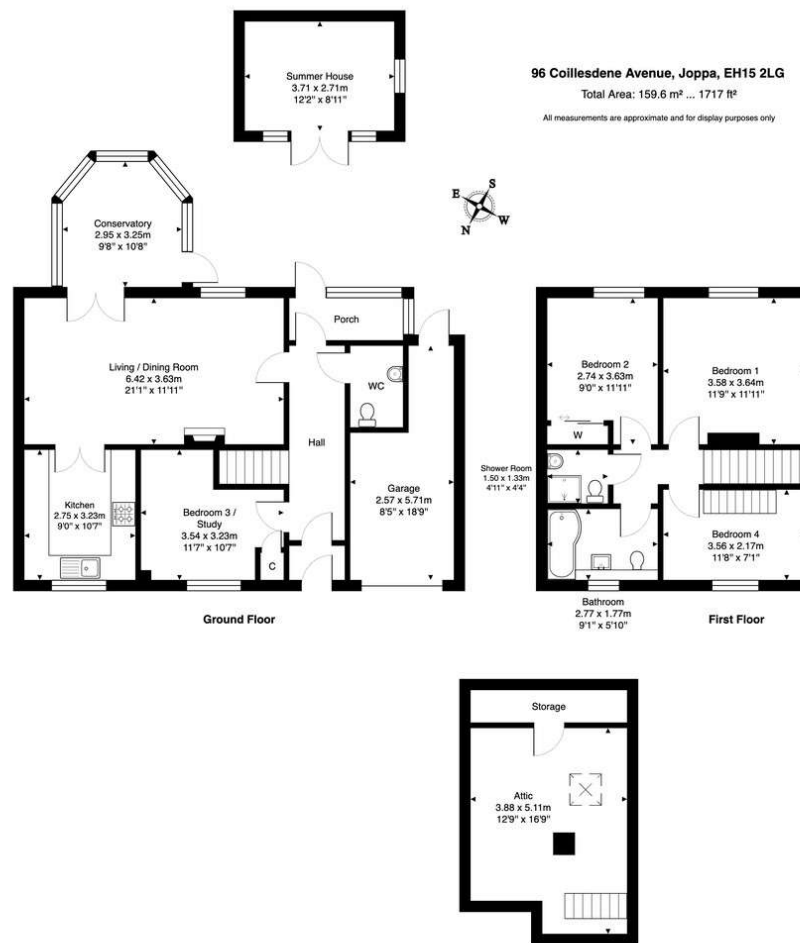 Summer House
3.71 x 2.71m
12'2" x 8'11"
96 Coillesdene Avenue, Joppa, EH15 2LG
Total Area: 159.6 m² ... 1717 ft²
All measurements are approximate and for display purposes only
E
S
N
W
Conservatory
2.95 x 3.25m
9'8" x 10'8"
Porch
Living / Dining Room
6.42 x 3.63m
21'1" x 11'11"
WC
Hall
Kitchen
2.75 x 3.23m
9'0" x 10'7"
Bedroom 3 /
Study
3.54 x 3.23m
11'7" x 10'7"
C
Garage
2.57 x 5.71m
8'5" x 18'9"
Ground Floor
Bedroom 2
2.74 x 3.63m
9'0" x 11'11"
W
Bedroom 1
3.58 x 3.64m
11'9" x 11'11"
Shower Room
1.50 x 1.33m
4'11" x 4'4"
Bedroom 4
3.56 x 2.17m
11'8" x 7'1"
Bathroom
2.77 x 1.77m
9'1" x 5'10"
First Floor
Storage
Attic
3.88 x 5.11m
12'9" x 16'9"